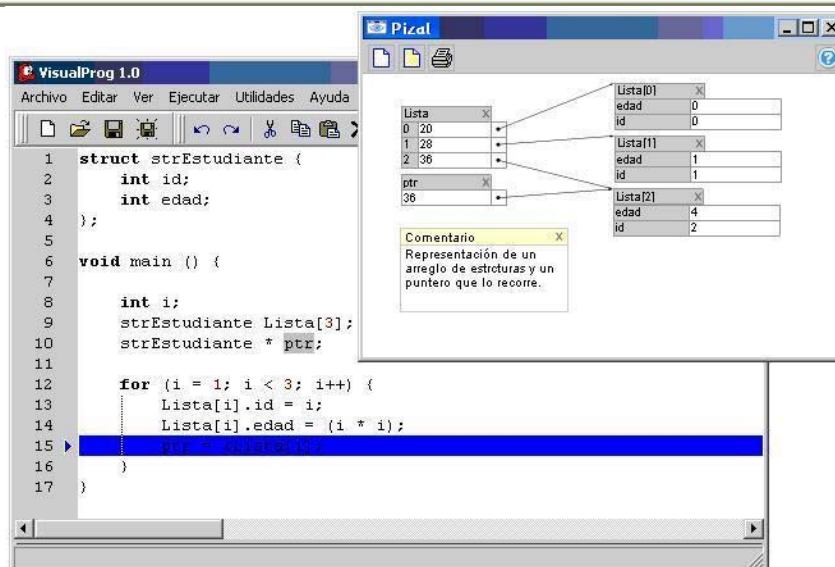 Pizal
VisualProg 1.0
Archivo Editar Ver Ejecutar Utilidades Ayuda
1 struct strEstudiante {
2 int id;
3 int edad;
4 };
5
6 void main () {
7
8 int i;
9 strEstudiante Lista[3];
10 strEstudiante * ptr;
11
12 for (i = 1; i < 3; i++) {
13 Lista[i].id = i;
14 Lista[i].edad = (i * i);
15 ptr = &Lista[i];
16 }
17 }
Lista X
0 20
1 28
2 36
ptr X
36
Lista[0] X
edad 0
id 0
Lista[1] X
edad 1
id 1
Lista[2] X
edad 4
id 2
Comentario X
Representación de un
arreglo de estrcturas y un
puntero que lo recorre.